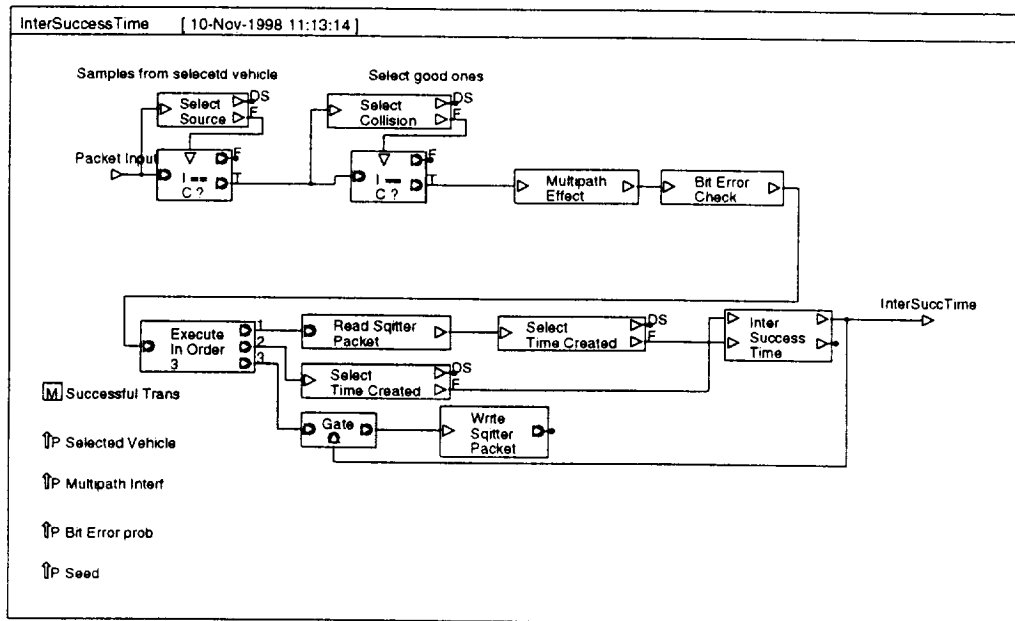 InterSuccessTime [ 10-Nov-1998 11:13:14 ]
Samples from selecetd vehicle
Select good ones
Select
Source
DS
F
Select
Collision
DS
F
Packet Input
I ==
C ?
F
T
I ==
C ?
F
T
Multipath
Effect
Bit Error
Check
InterSuccTime
Execute
In Order
3
1
2
3
Read Sqitter
Packet
Select
Time Created
DS
F
Inter
Success
Time
Select
Time Created
DS
F
M Successful Trans
Gate
Write
Sqitter
Packet
P Selected Vehicle
P Multipath Interf
P Bit Error prob
P Seed